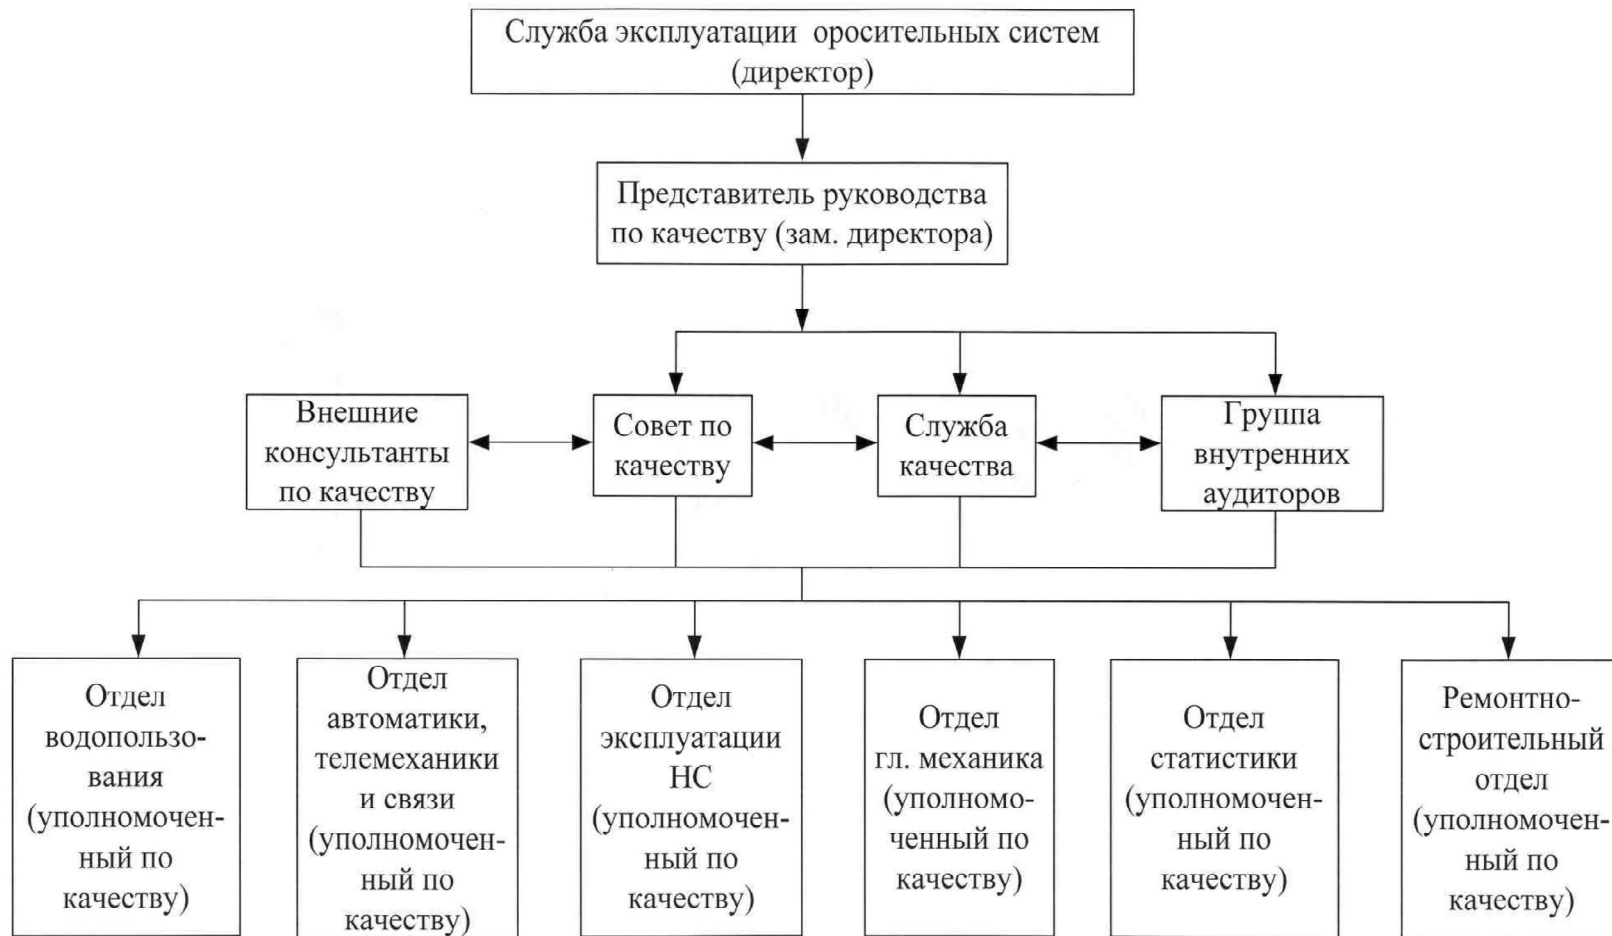 Служба эксплуатации оросительных систем
(директор)
Представитель руководства
по качеству (зам. директора)
Внешние
консультанты
по качеству
Совет по
качеству
Служба
качества
Группа
внутренних
аудиторов
Отдел
водопользо-
вания
(уполномочен-
ный по
качеству)
Отдел
автоматики,
телемеханики
и связи
(уполномочен-
ный по
качеству)
Отдел
эксплуатации
НС
(уполномочен-
ный по
качеству)
Отдел
гл. механика
(уполномо-
ченный по
качеству)
Отдел
статистики
(уполномочен-
ный по
качеству)
Ремонтно-
строительный
отдел
(уполномочен-
ный по
качеству)